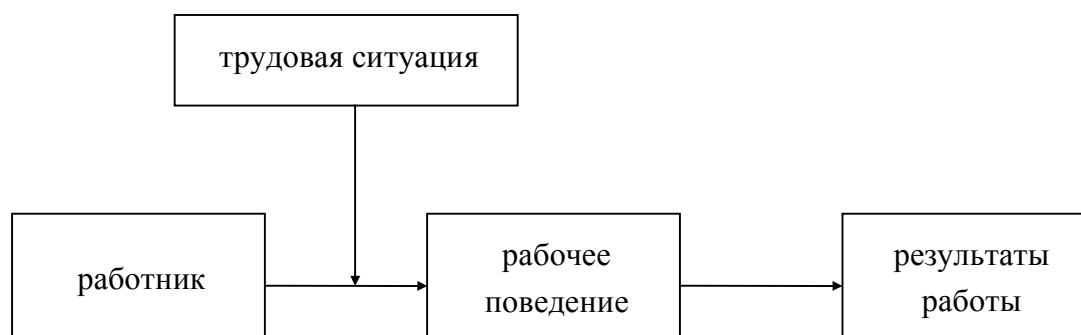 трудовая ситуация
работник
рабочее
поведение
результаты
работы